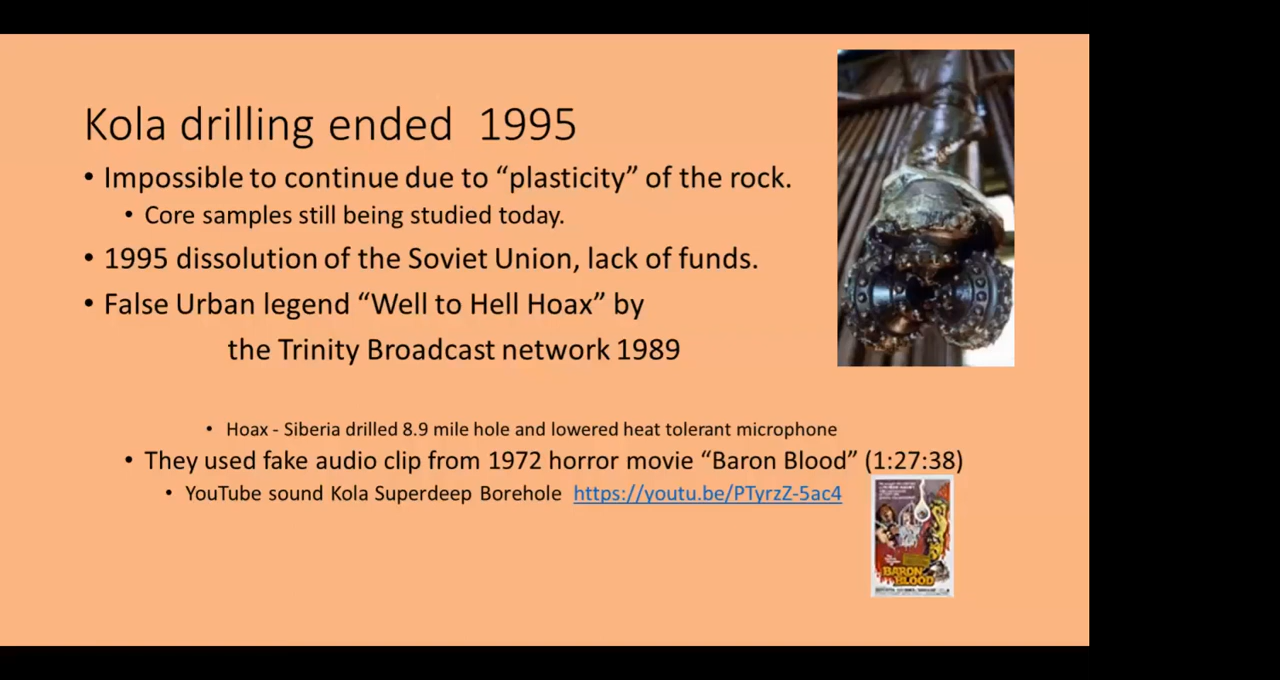 Kola drilling ended 1995
• Impossible to continue due to “plasticity” of the rock.
• Core samples still being studied today.
• 1995 dissolution of the Soviet Union, lack of funds.
• False Urban legend “Well to Hell Hoax” by
the Trinity Broadcast network 1989
• Hoax - Siberia drilled 8.9 mile hole and lowered heat tolerant microphone
• They used fake audio clip from 1972 horror movie “Baron Blood” (1:27:38)
• YouTube sound Kola Superdeep Borehole https://youtu.be/PTyrzZ-5ac4
BARON
BLOOD